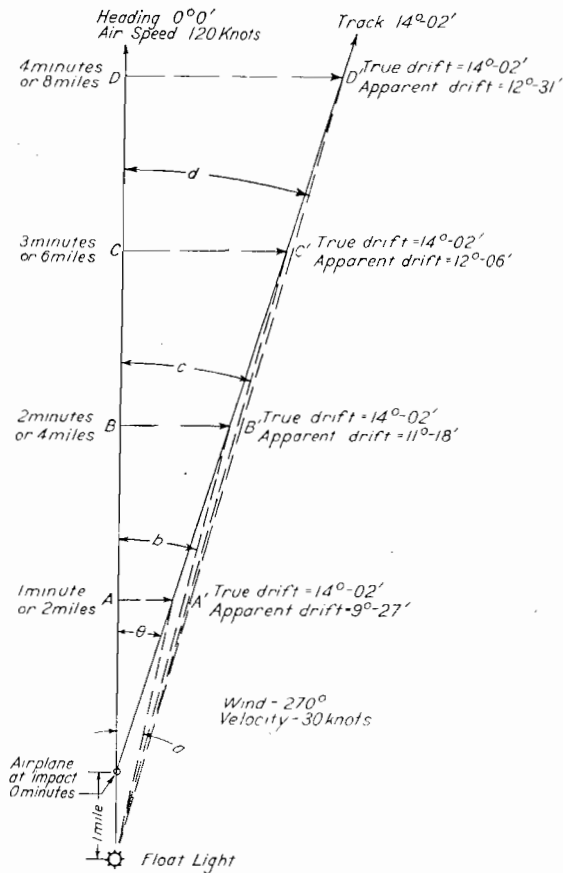 Heading 0°0'
Air Speed 120 Knots
Track 14°-02'
4 minutes
or 8 miles
D
D'
True drift = 14°-02'
Apparent drift = 12°-31'
d
3 minutes
or 6 miles
C
C'
True drift = 14°-02'
Apparent drift = 12°-06'
c
2 minutes
or 4 miles
B
B'
True drift = 14°-02'
Apparent drift = 11°-18'
b
1 minute
or 2 miles
A
A'
True drift = 14°-02'
Apparent drift = 9°-27'
θ
Wind - 270°
Velocity - 30 knots
a
Airplane
at impact
0 minutes
1 mile
Float Light